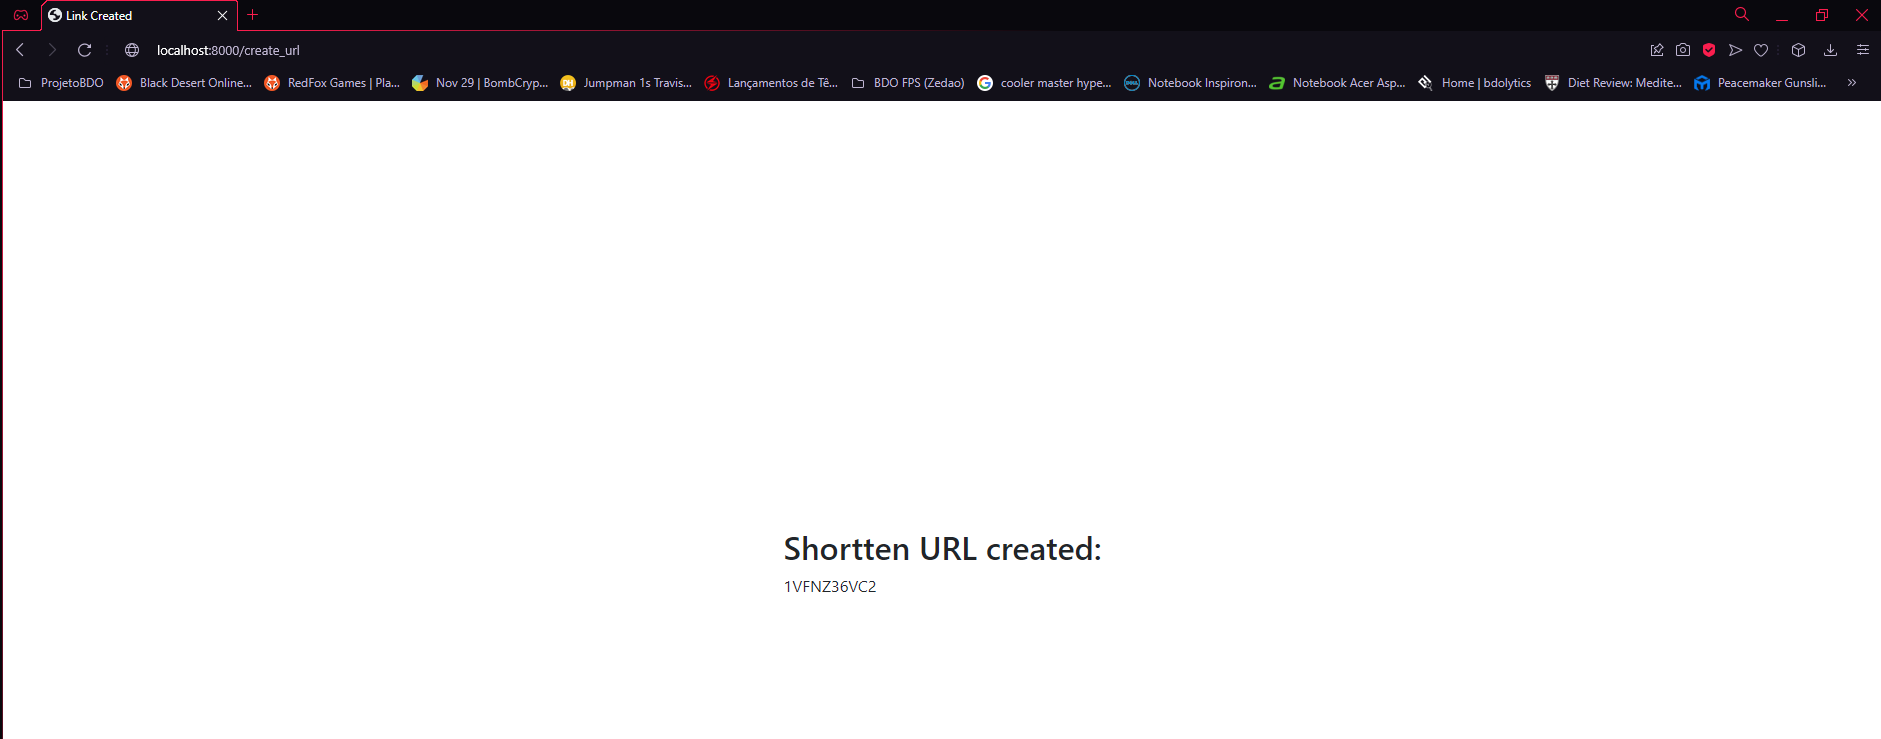 Link Created
localhost:8000/create_url
ProjetoBDO Black Desert Online... RedFox Games | Pla... Nov 29 | BombCryp... DH Jumpman 1s Travis... Lançamentos de Tê... BDO FPS (Zedao) cooler master hype... DELL Notebook Inspiron... Notebook Acer Asp... Home | bdolytics Diet Review: Medite... Peacemaker Gunsli... »
Shortten URL created:
1VFNZ36VC2